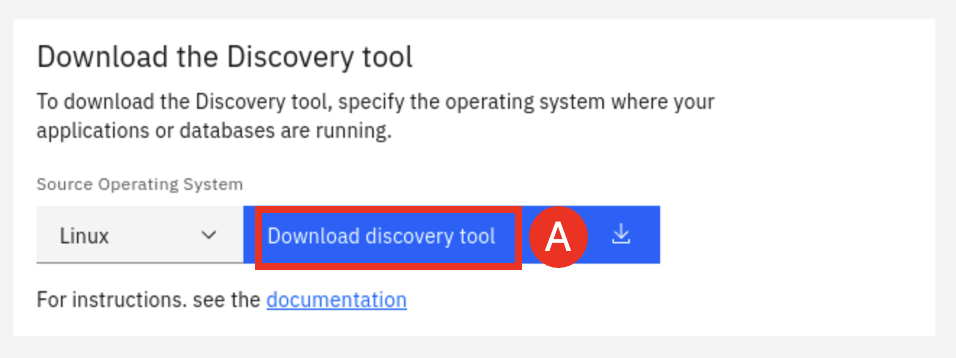 Download the Discovery tool
To download the Discovery tool, specify the operating system where your
applications or databases are running.
Source Operating System
Linux
Download discovery tool
A
For instructions. see the documentation